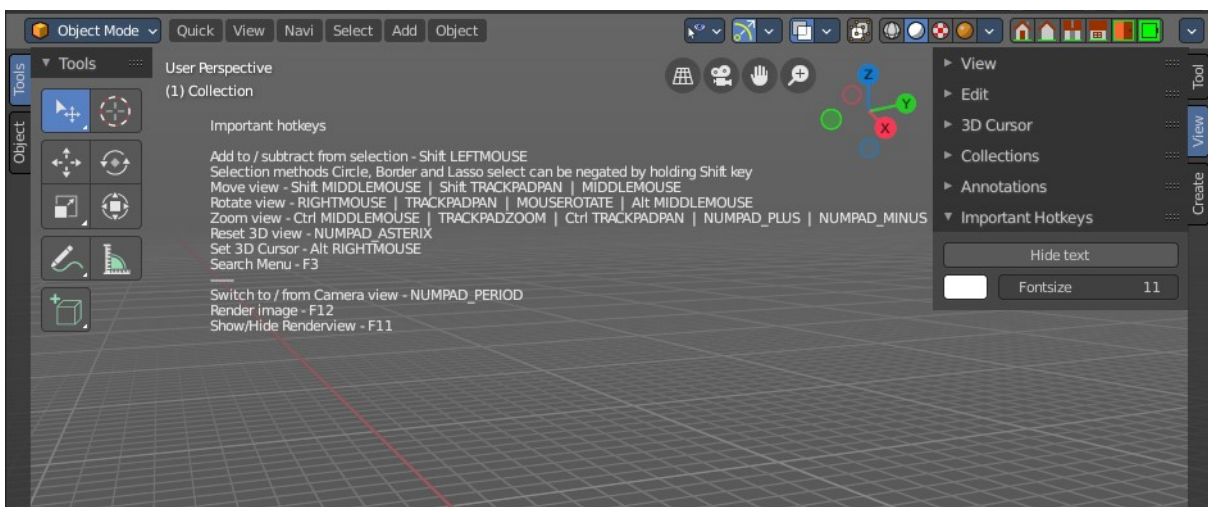 Object Mode Quick View Navi Select Add Object
Tools
Tools
Object
User Perspective
(1) Collection
Important hotkeys
Add to / subtract from selection - Shift LEFTMOUSE
Selection methods Circle, Border and Lasso select can be negated by holding Shift key
Move view - Shift MIDDLEMOUSE | Shift TRACKPADPAN | MIDDLEMOUSE
Rotate view - RIGHTMOUSE | TRACKPADPAN | MOUSEROTATE | Alt MIDDLEMOUSE
Zoom view - Ctrl MIDDLEMOUSE | TRACKPADZOOM | Ctrl TRACKPADPAN | NUMPAD_PLUS | NUMPAD_MINUS
Reset 3D view - NUMPAD_ASTERIX
Set 3D Cursor - Alt RIGHTMOUSE
Search Menu - F3
Switch to / from Camera view - NUMPAD_PERIOD
Render image - F12
Show/Hide Renderview - F11
Z
Y
X
View
Edit
3D Cursor
Collections
Annotations
Important Hotkeys
Hide text
Fontsize 11
Tool
View
Create